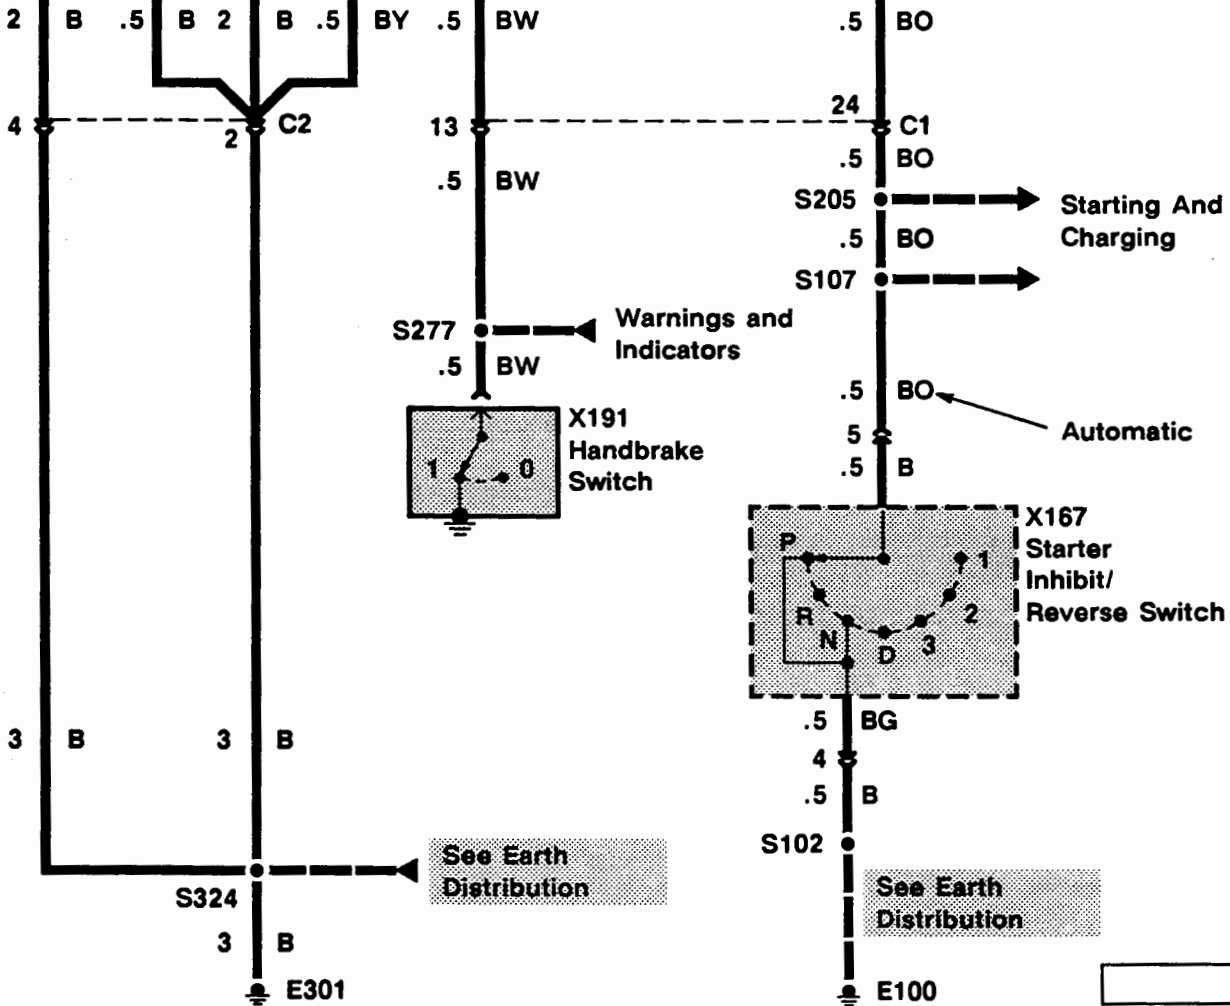 2 B .5 B 2 B .5 BY .5 BW .5 BO
4 2 C2 13 24 C1
.5 BO
.5 BW
S205 Starting And
Charging
.5 BO
S107
S277 Warnings and
Indicators
.5 BW
.5 BO
Automatic
5
.5 B
X191
Handbrake
Switch
1 0
X167
Starter
Inhibit/
Reverse Switch
P R N D 3 2 1
.5 BG
4
.5 B
3 B 3 B
S102
See Earth
Distribution
S324
See Earth
Distribution
3 B
E301
E100